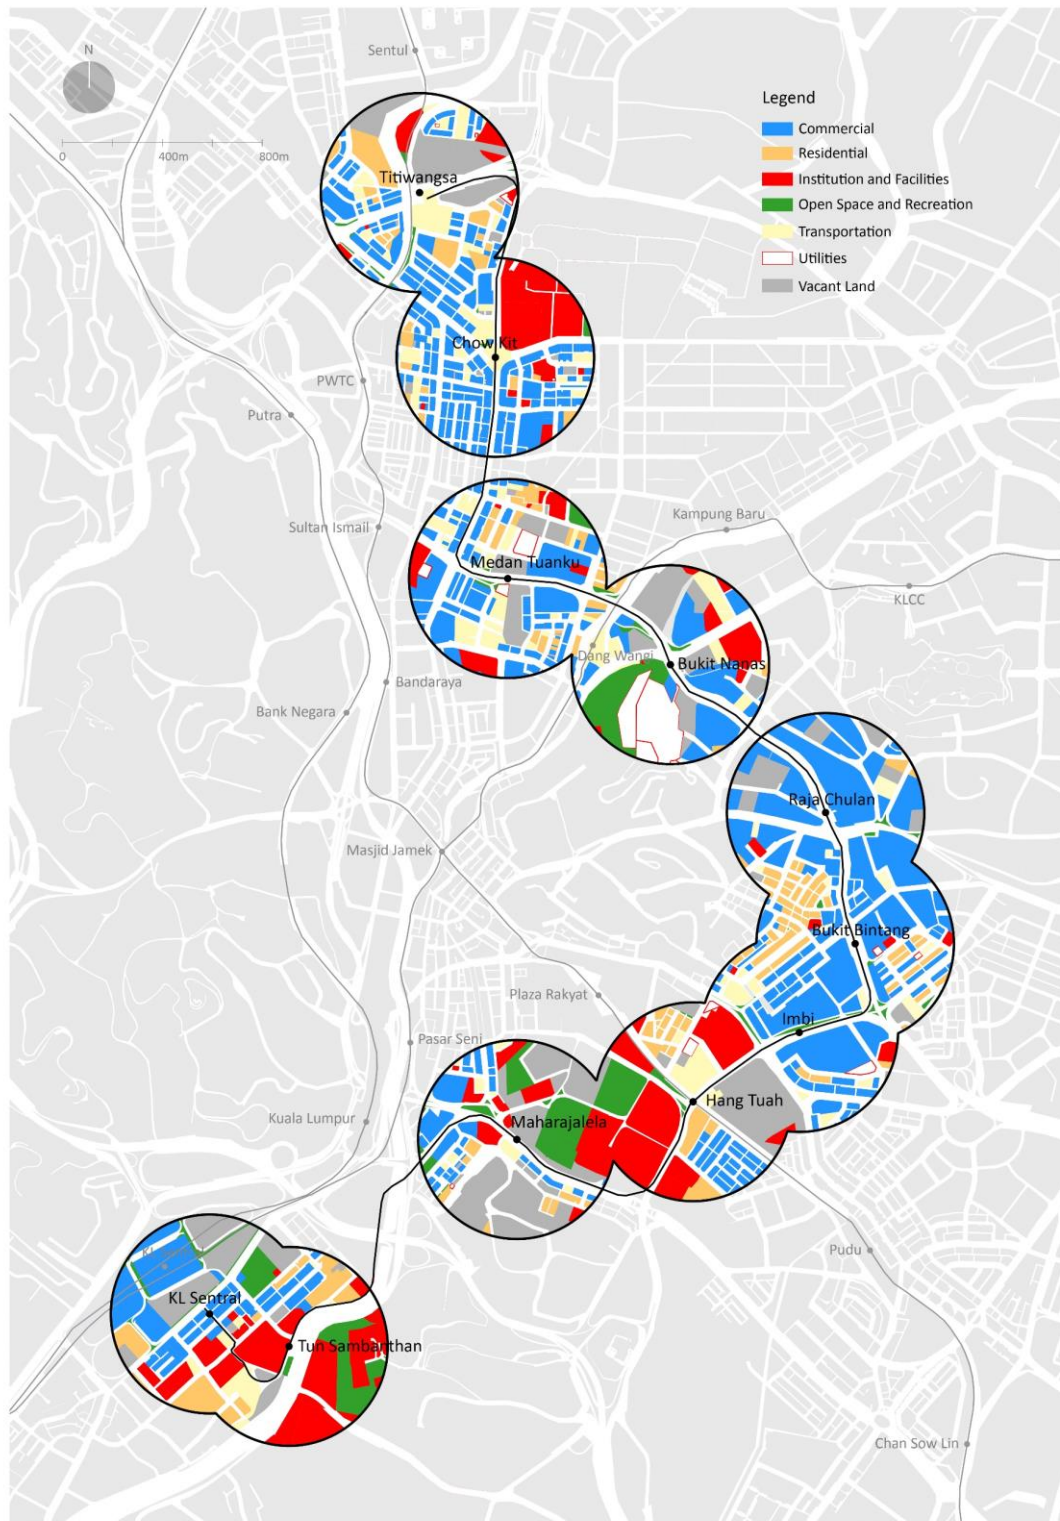 Sentul
N
0 400m 800m
Legend
Commercial
Residential
Institution and Facilities
Open Space and Recreation
Transportation
Utilities
Vacant Land
Titiwangsa
Chow Kit
PWTC
Putra
Sultan Ismail
Kampung Baru
Medan Tuanku
KLCC
Dang Wangi
Bukit Nanas
Bandaraya
Bank Negara
Raja Chulan
Masjid Jamek
Bukit Bintang
Plaza Rakyat
Imbi
Pasar Seni
Hang Tuah
Kuala Lumpur
Maharajalela
Pudu
KL Sentral
Tun Sambanthan
Chan Sow Lin